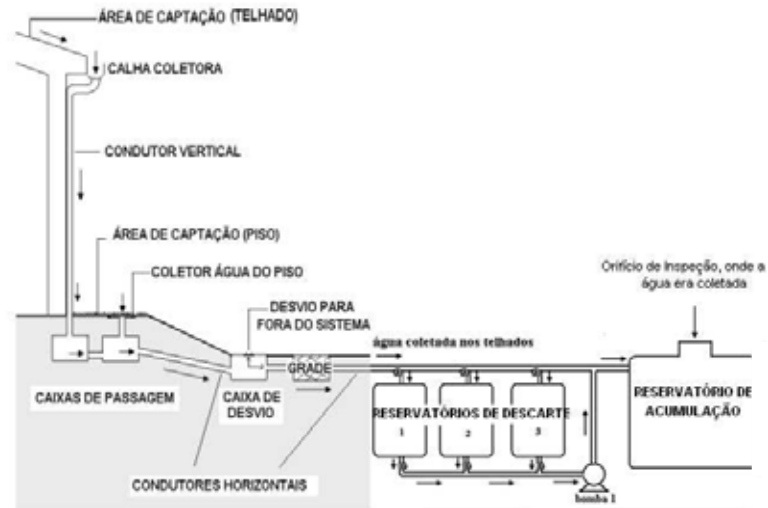 ÁREA DE CAPTAÇÃO (TELHADO)
CALHA COLETORA
CONDUTOR VERTICAL
ÁREA DE CAPTAÇÃO (PISO)
COLETOR ÁGUA DO PISO
DESVIO PARA
FORA DO SISTEMA
Orifício de Inspeção, onde a
água era coletada
água coletada nos telhados
GRADE
CAIXAS DE PASSAGEM
CAIXA DE
DESVIO
RESERVATÓRIOS DE DESCARTE
1 2 3
RESERVATÓRIO DE
ACUMULAÇÃO
CONDUTORES HORIZONTAIS
bomba 1